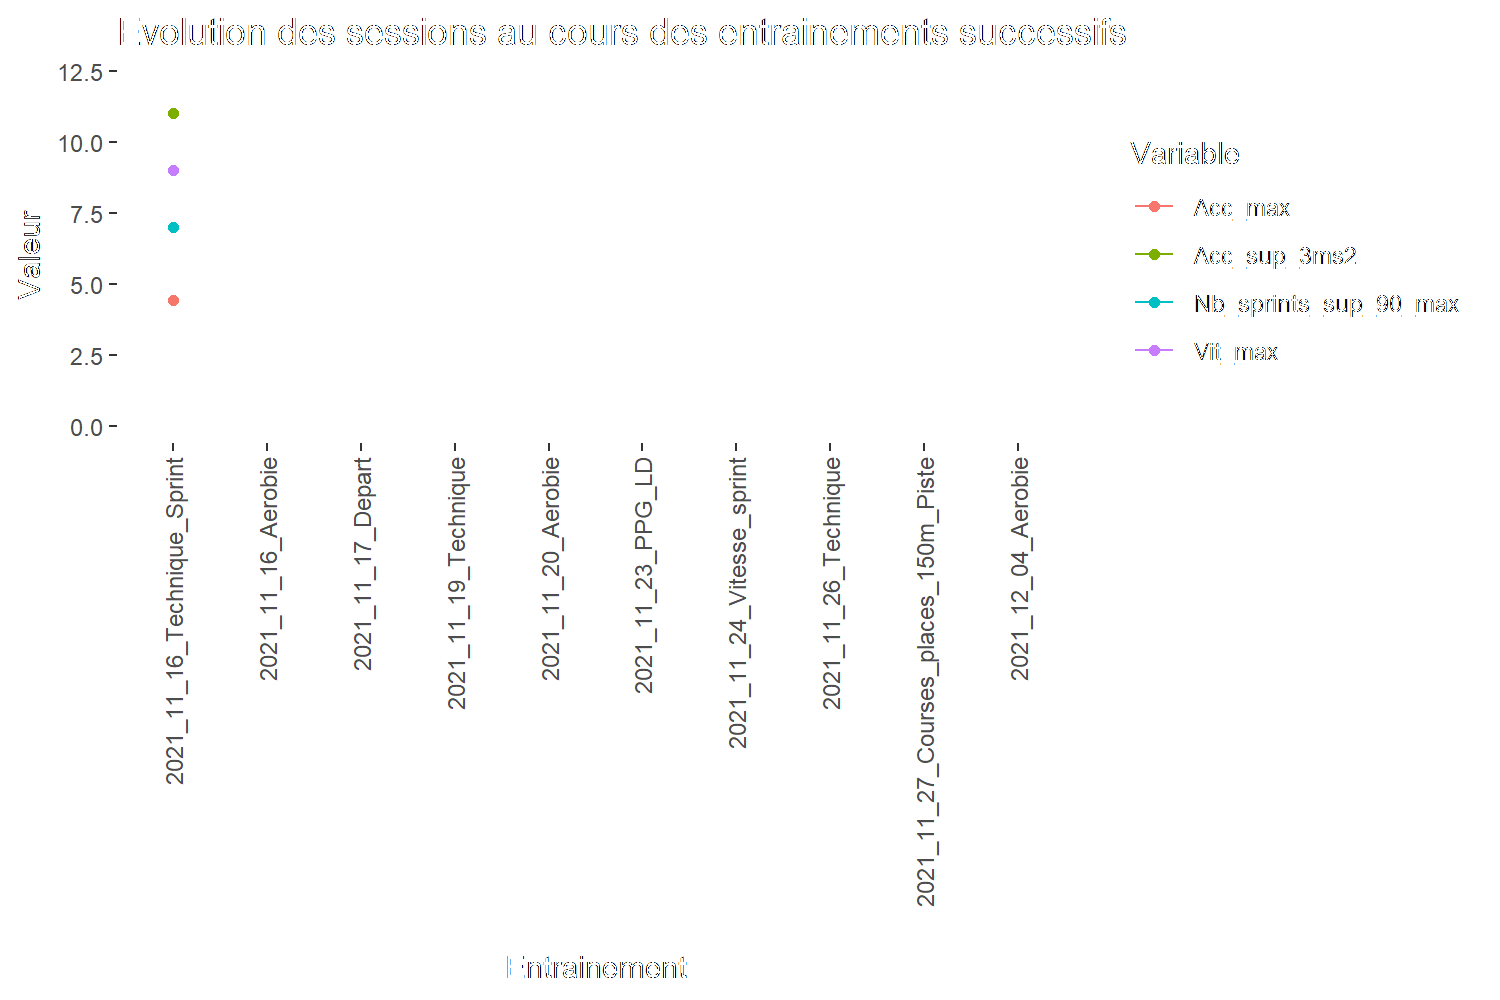 Evolution des sessions au cours des entrainements successifs
12.5
10.0
7.5
5.0
2.5
0.0
Valeur
2021_11_16_Technique_Sprint
2021_11_16_Aerobie
2021_11_17_Depart
2021_11_19_Technique
2021_11_20_Aerobie
2021_11_23_PPG_LD
2021_11_24_Vitesse_sprint
2021_11_26_Technique
2021_11_27_Courses_places_150m_Piste
2021_12_04_Aerobie
Entrainement
Variable
Acc_max
Acc_sup_3ms2
Nb_sprints_sup_90_max
Vit_max